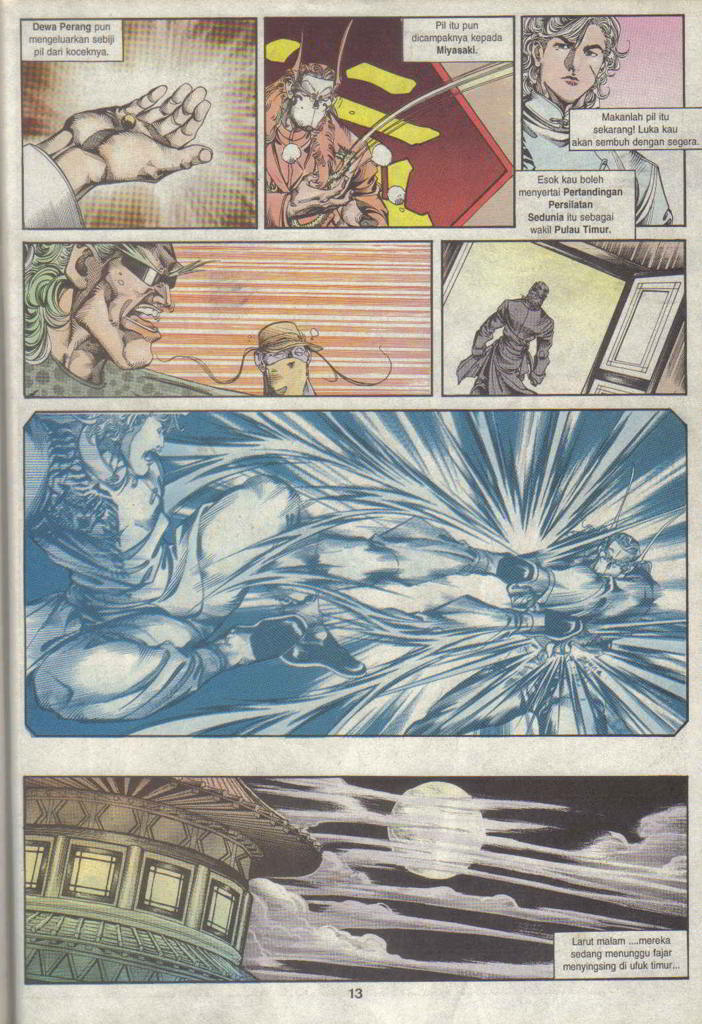 Dewa Perang pun
mengeluarkan sebiji
pil dari koceknya.
Pil itu pun
dicampaknya kepada
Miyasaki.
Makanlah pil itu
sekarang! Luka kau
akan sembuh dengan segera.
Esok kau boleh
menyertai Pertandingan
Persilatan
Sedunia itu sebagai
wakil Pulau Timur.
Larut malam ....mereka
sedang menunggu fajar
menyingsing di ufuk timur...
13